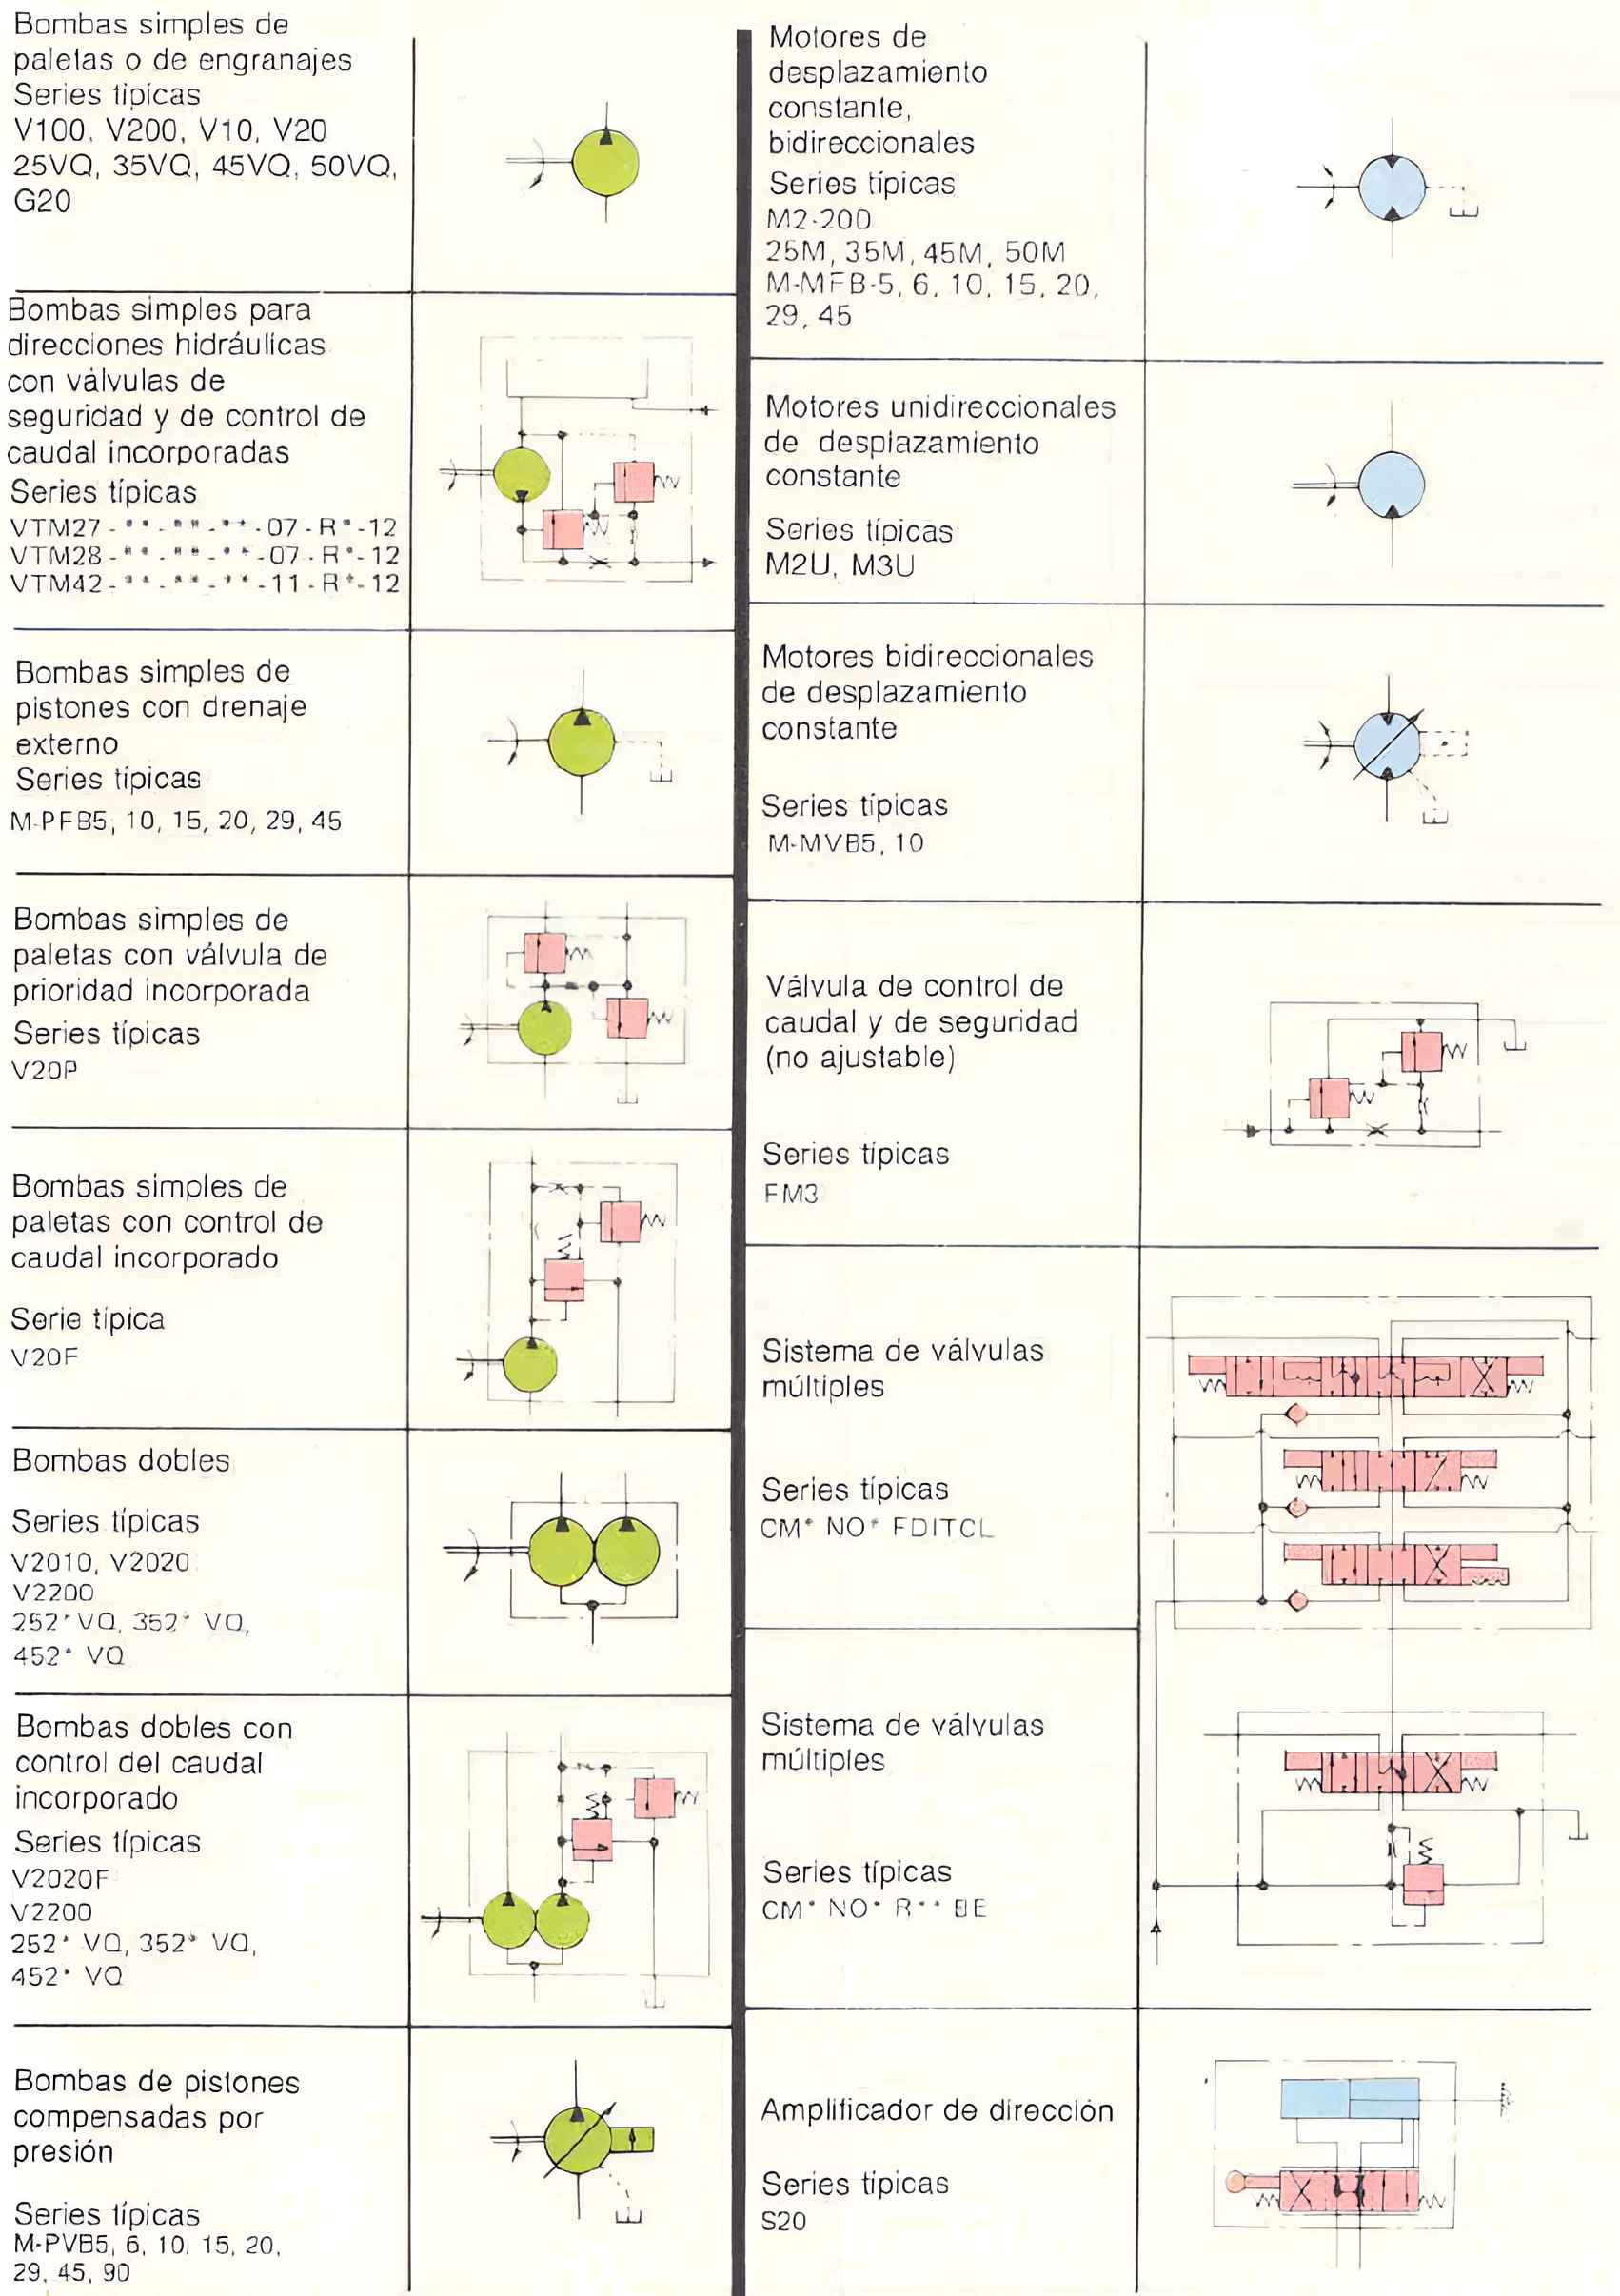 Bombas simples de
paletas o de engranajes
Series típicas
V100, V200, V10, V20
25VQ, 35VQ, 45VQ, 50VQ,
G20
Bombas simples para
direcciones hidráulicas
con válvulas de
seguridad y de control de
caudal incorporadas
Series típicas
VTM27 - ** - ** - ** - 07 - R* - 12
VTM28 - ** - ** - ** - 07 - R* - 12
VTM42 - ** - ** - ** - 11 - R* - 12
Bombas simples de
pistones con drenaje
externo
Series típicas
M-PFB5, 10, 15, 20, 29, 45
Bombas simples de
paletas con válvula de
prioridad incorporada
Series típicas
V20P
Bombas simples de
paletas con control de
caudal incorporado
Serie típica
V20F
Bombas dobles
Series típicas
V2010, V2020
V2200
252* VQ, 352* VQ,
452* VQ
Bombas dobles con
control del caudal
incorporado
Series típicas
V2020F
V2200
252* VQ, 352* VQ,
452* VQ
Bombas de pistones
compensadas por
presión
Series típicas
M-PVB5, 6, 10, 15, 20,
29, 45, 90
Motores de
desplazamiento
constante,
bidireccionales
Series típicas
M2-200
25M, 35M, 45M, 50M
M-MFB-5, 6, 10, 15, 20,
29, 45
Motores unidireccionales
de desplazamiento
constante
Series típicas
M2U, M3U
Motores bidireccionales
de desplazamiento
constante
Series típicas
M-MVB5, 10
Válvula de control de
caudal y de seguridad
(no ajustable)
Series típicas
FM3
Sistema de válvulas
múltiples
Series típicas
CM* NO* FDITCL
Sistema de válvulas
múltiples
Series típicas
CM* NO* R** BE
Amplificador de dirección
Series típicas
S20